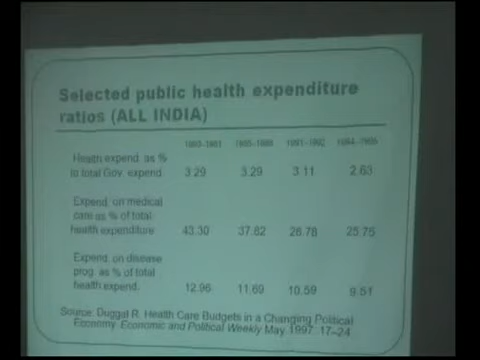 Selected public health expenditure
ratios (ALL INDIA)
1980-1981 1985-1986 1991-1992 1994-1995
Health expend. as %
to total Gov. expend. 3.29 3.29 3.11 2.63
Expend. on medical
care as % of total
health expenditure 43.30 37.82 26.78 25.75
Expend. on disease
prog. as % of total
health expend. 12.96 11.69 10.59 9.51
Source: Duggal R. Health Care Budgets in a Changing Political
Economy. Economic and Political Weekly May 1997: 17-24